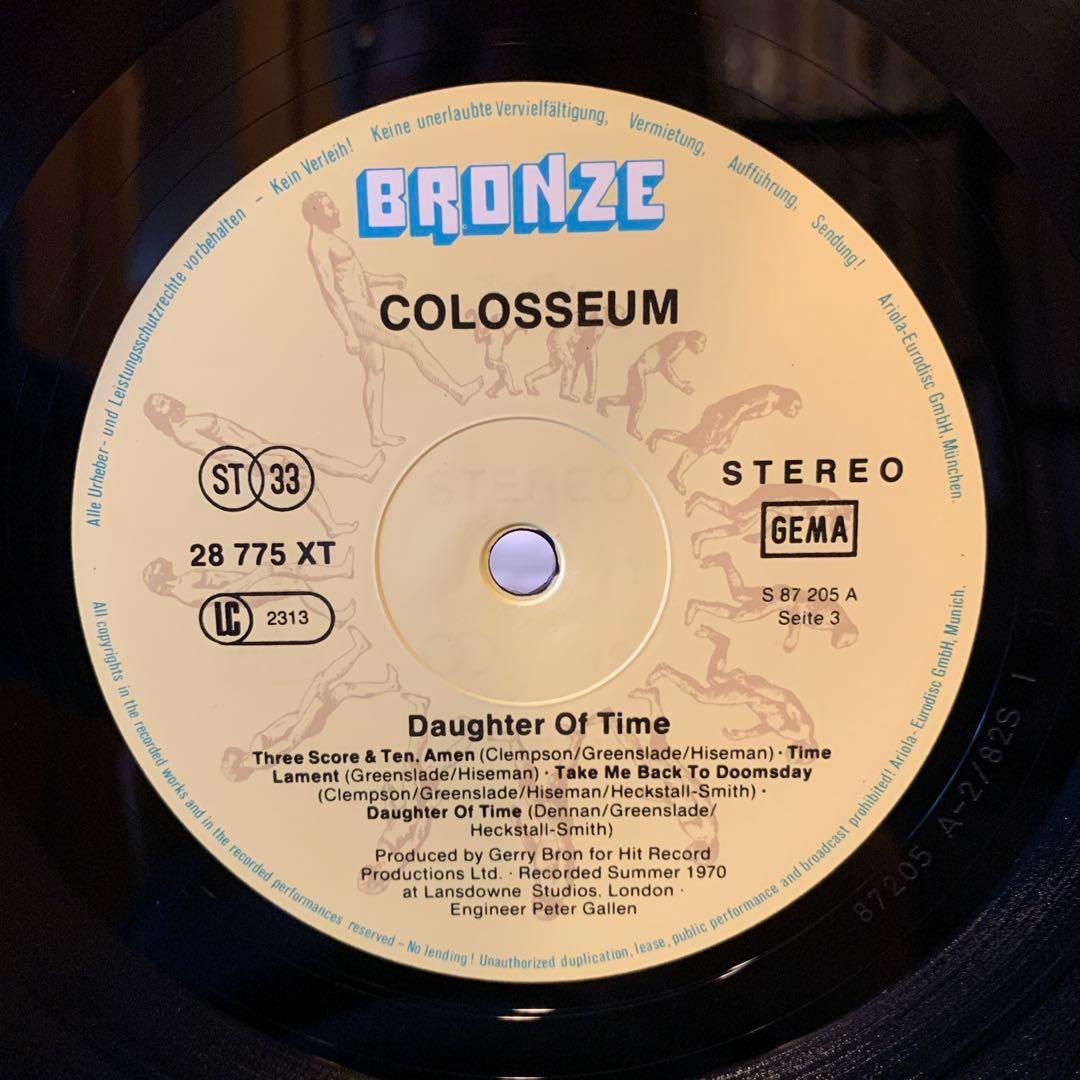 Alle Urheber- und Leistungsschutzrechte vorbehalten – Kein Verleih! Keine unerlaubte Vervielfältigung, Vermietung, Aufführung, Sendung!
Ariola-Eurodisc GmbH, München.
BRONZE
COLOSSEUM
ST 33
STEREO
GEMA
28 775 XT
LC 2313
S 87 205 A
Seite 3
Daughter Of Time
Three Score & Ten, Amen (Clempson/Greenslade/Hiseman) · Time
Lament (Greenslade/Hiseman) · Take Me Back To Doomsday
(Clempson/Greenslade/Hiseman/Heckstall-Smith) ·
Daughter Of Time (Dennan/Greenslade/
Heckstall-Smith)
Produced by Gerry Bron for Hit Record
Productions Ltd. · Recorded Summer 1970
at Lansdowne Studios, London ·
Engineer Peter Gallen
All copyrights in the recorded works and in the recorded performances reserved – No lending! Unauthorized duplication, lease, public performance and broadcast prohibited! Ariola-Eurodisc GmbH, Munich.
87205 A-2/82S 1